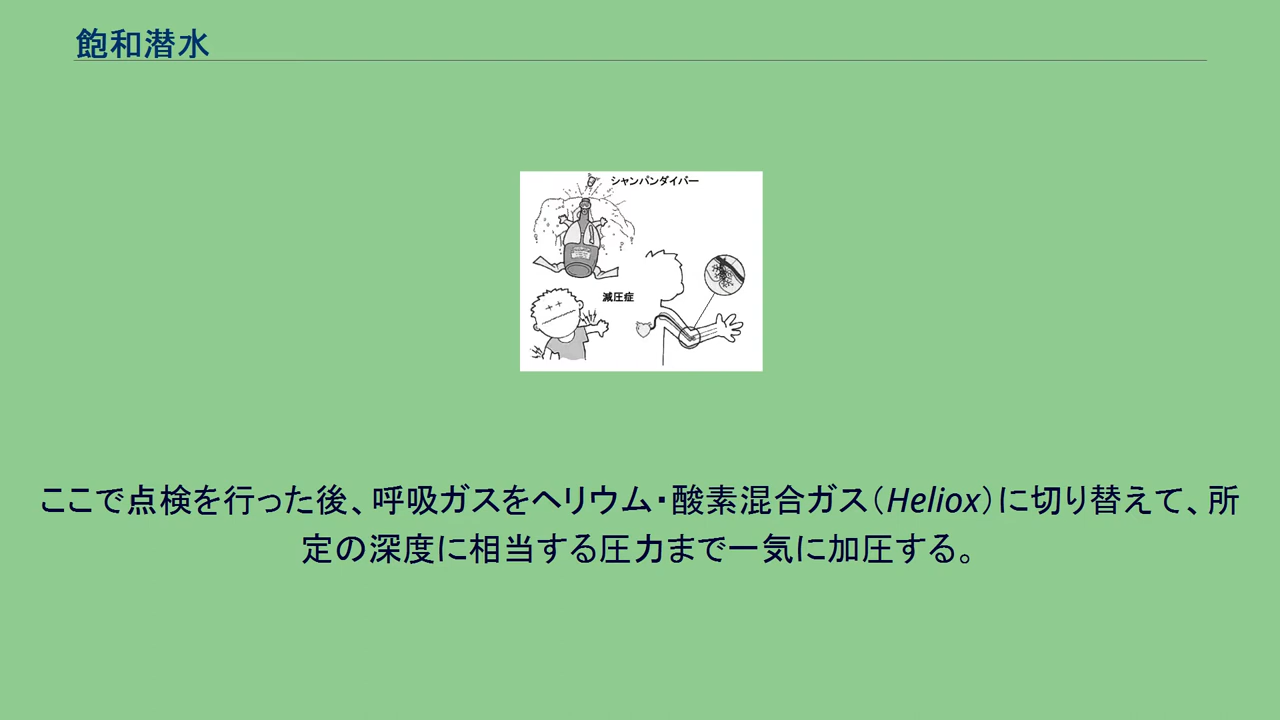 飽和潜水
シャンパンダイバー
減圧症
ここで点検を行った後、呼吸ガスをヘリウム・酸素混合ガス（Heliox）に切り替えて、所
定の深度に相当する圧力まで一気に加圧する。